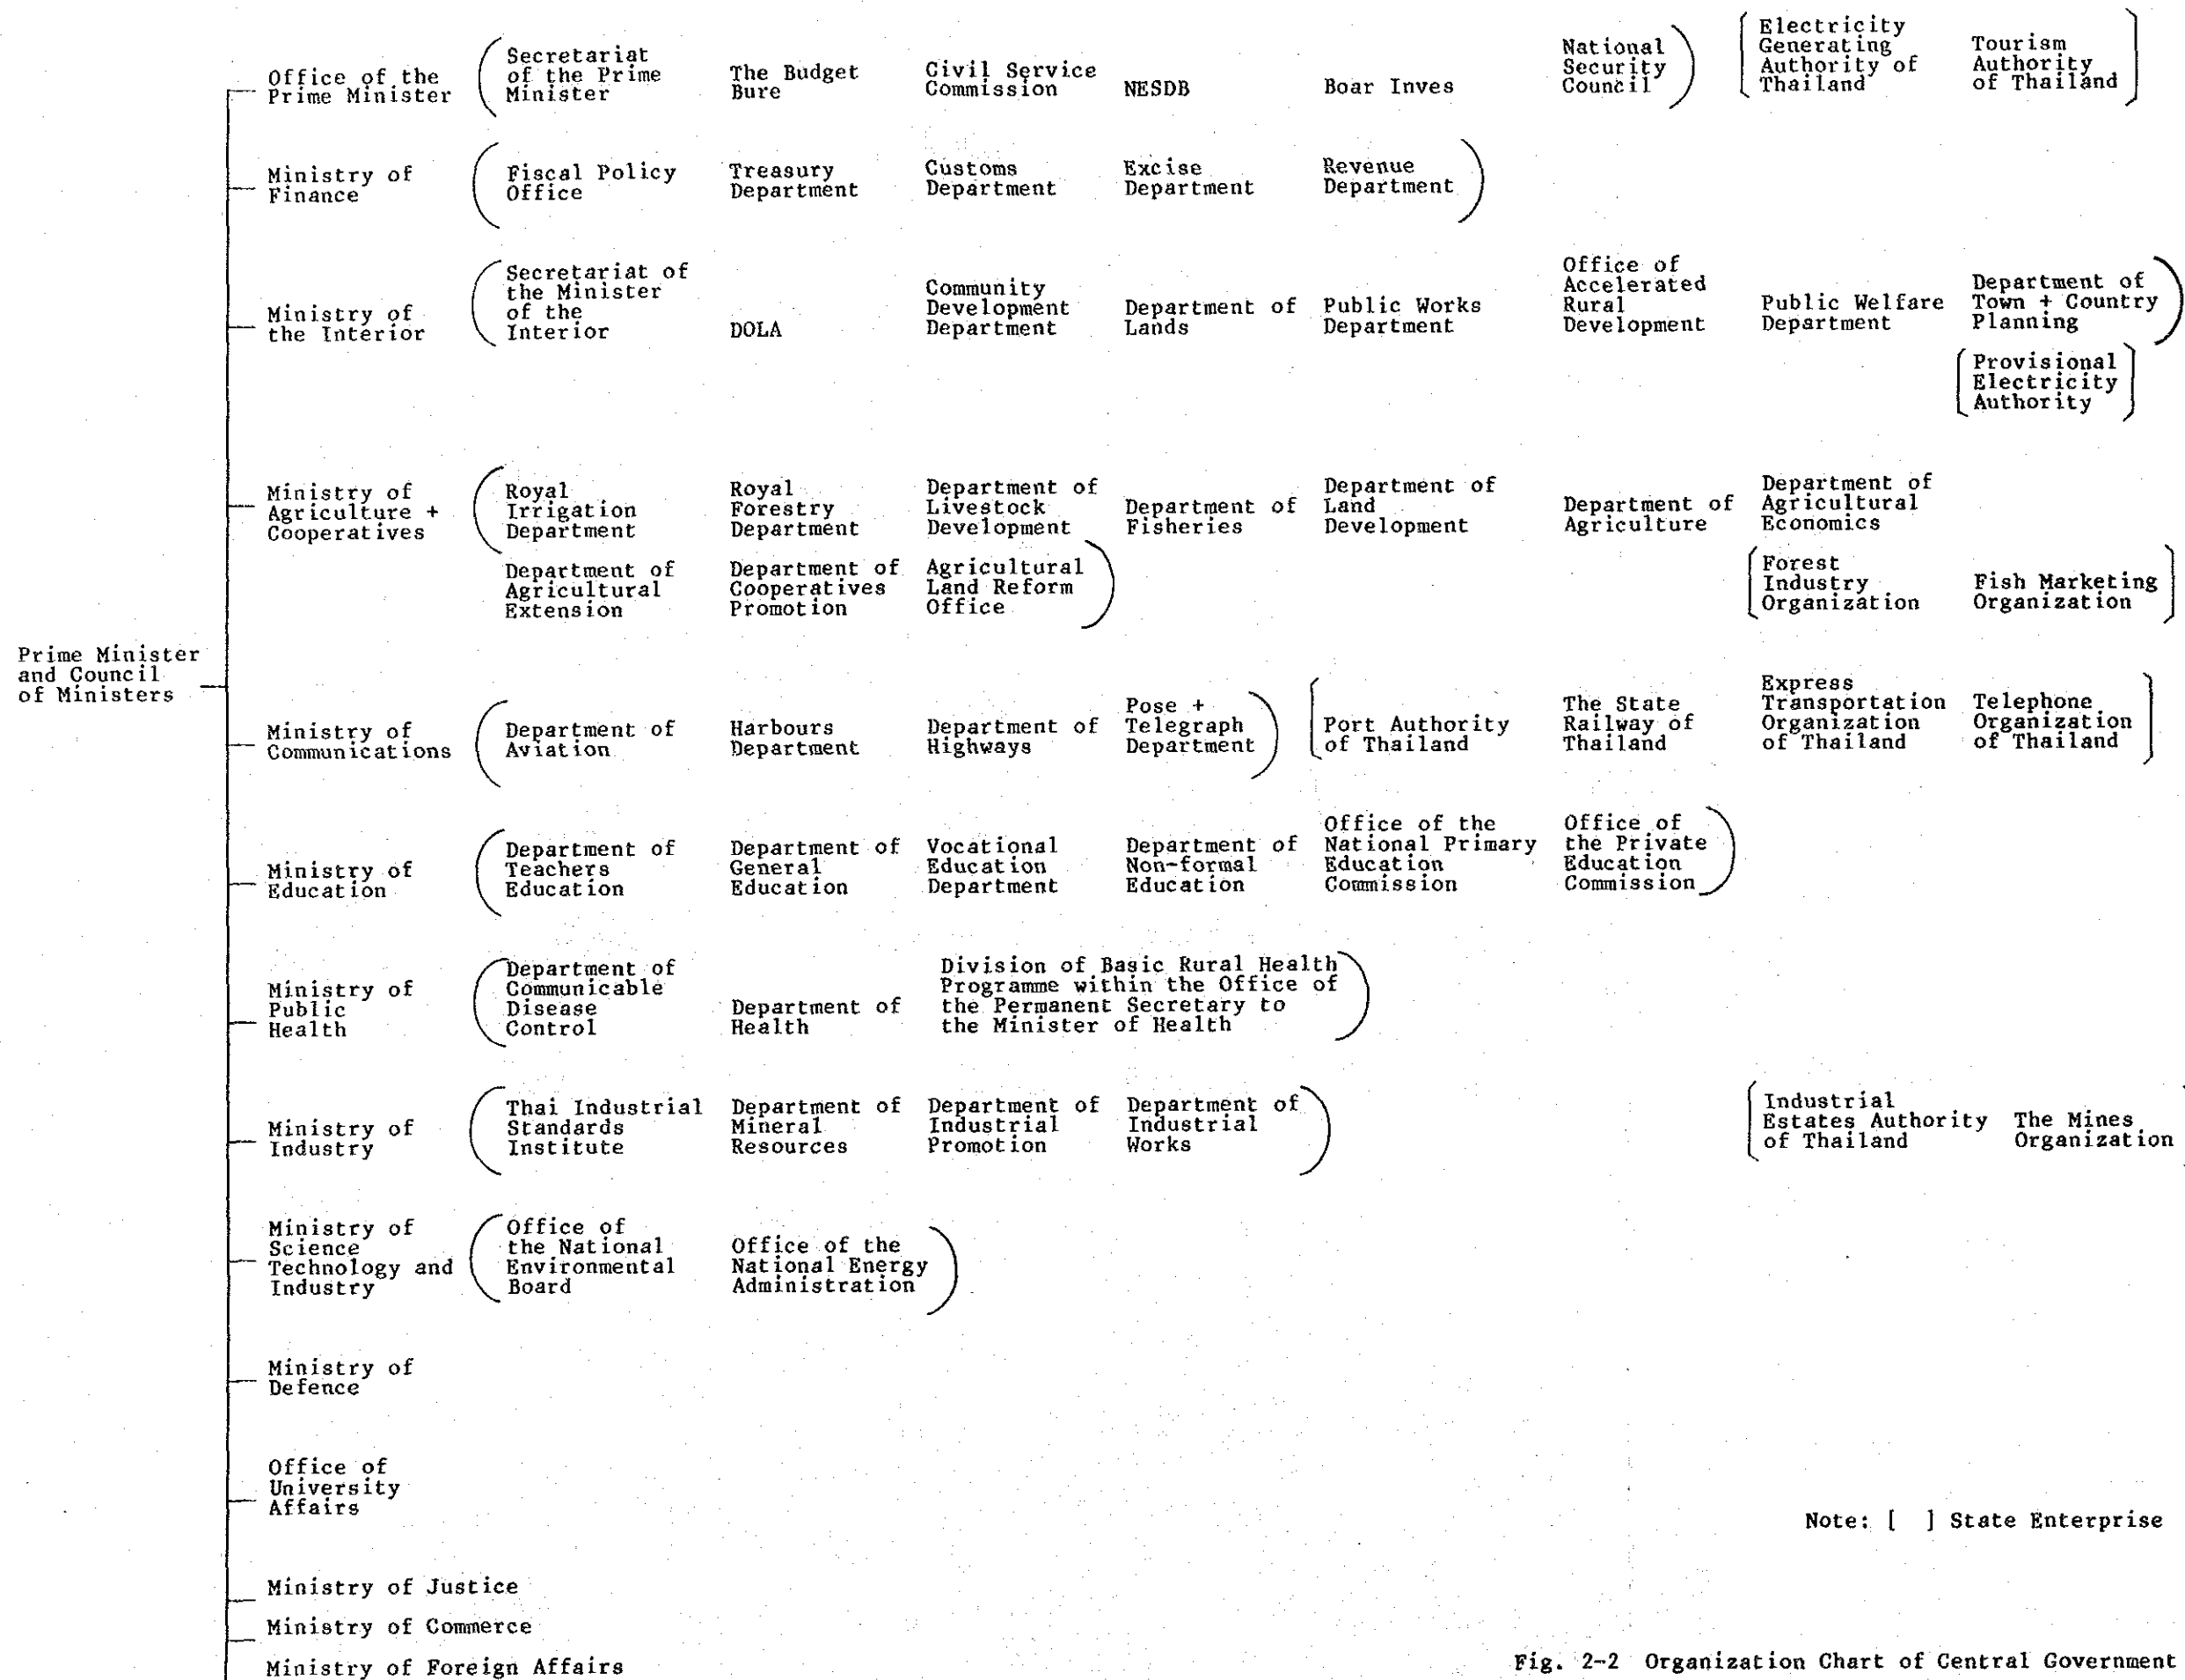 Prime Minister
and Council
of Ministers
Office of the
Prime Minister
Secretariat
of the Prime
Minister
The Budget
Bure
Civil Service
Commission
NESDB
Boar Inves
National
Security
Council
Electricity
Generating
Authority of
Thailand
Tourism
Authority
of Thailand
Ministry of
Finance
Fiscal Policy
Office
Treasury
Department
Customs
Department
Excise
Department
Revenue
Department
Ministry of
the Interior
Secretariat of
the Minister
of the
Interior
DOLA
Community
Development
Department
Department of
Lands
Public Works
Department
Office of
Accelerated
Rural
Development
Public Welfare
Department
Department of
Town + Country
Planning
Provisional
Electricity
Authority
Ministry of
Agriculture +
Cooperatives
Royal
Irrigation
Department
Royal
Forestry
Department
Department of
Livestock
Development
Department of
Fisheries
Department of
Land
Development
Department of
Agriculture
Department of
Agricultural
Economics
Department of
Agricultural
Extension
Department of
Cooperatives
Promotion
Agricultural
Land Reform
Office
Forest
Industry
Organization
Fish Marketing
Organization
Ministry of
Communications
Department of
Aviation
Harbours
Department
Department of
Highways
Pose +
Telegraph
Department
Port Authority
of Thailand
The State
Railway of
Thailand
Express
Transportation
Organization
of Thailand
Telephone
Organization
of Thailand
Ministry of
Education
Department of
Teachers
Education
Department of
General
Education
Vocational
Education
Department
Department of
Non-formal
Education
Office of the
National Primary
Education
Commission
Office of
the Private
Education
Commission
Ministry of
Public
Health
Department of
Communicable
Disease
Control
Department of
Health
Division of Basic Rural Health
Programme within the Office of
the Permanent Secretary to
the Minister of Health
Ministry of
Industry
Thai Industrial
Standards
Institute
Department of
Mineral
Resources
Department of
Industrial
Promotion
Department of
Industrial
Works
Industrial
Estates Authority
of Thailand
The Mines
Organization
Ministry of
Science
Technology and
Industry
Office of
the National
Environmental
Board
Office of the
National Energy
Administration
Ministry of
Defence
Office of
University
Affairs
Note: [ ] State Enterprise
Ministry of Justice
Ministry of Commerce
Ministry of Foreign Affairs
Fig. 2-2 Organization Chart of Central Government